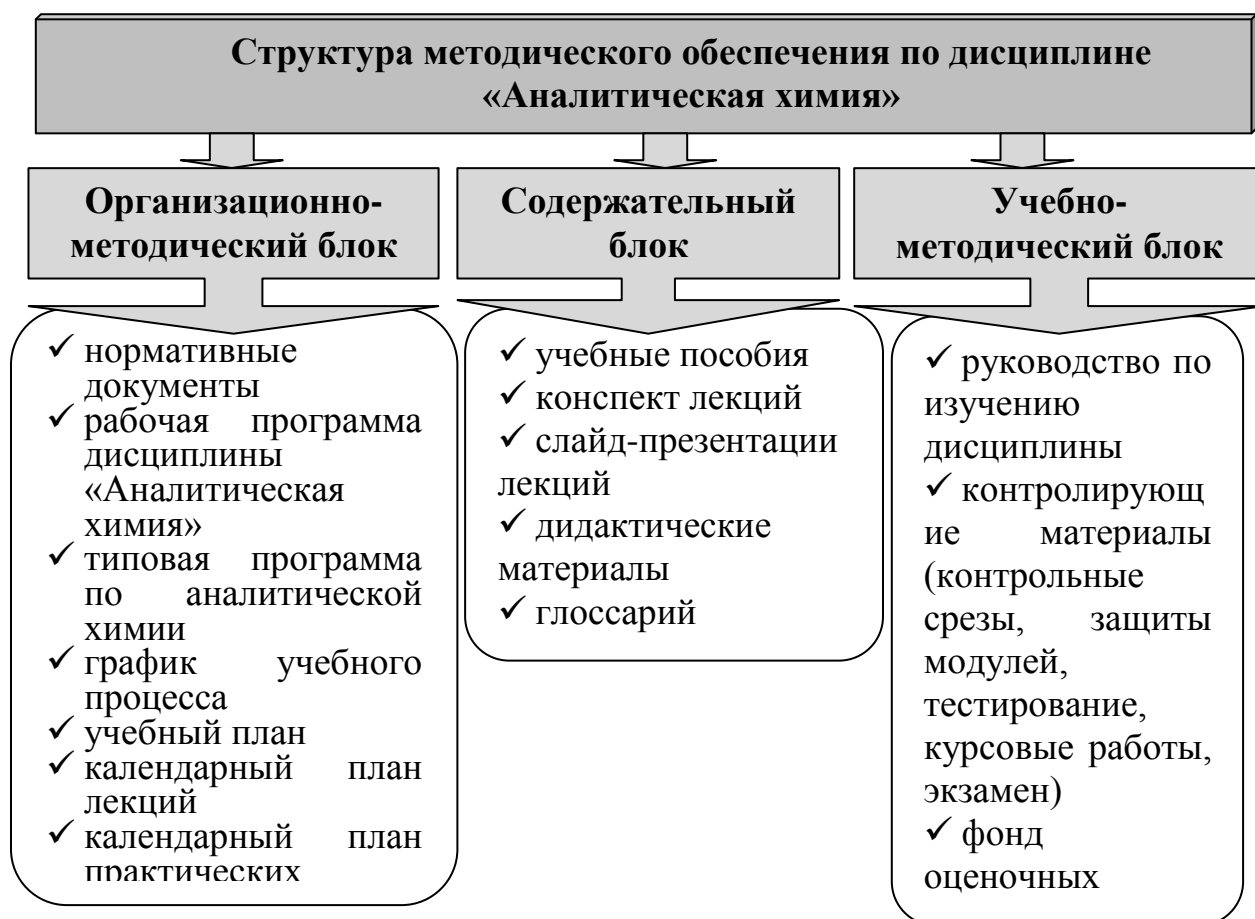 Структура методического обеспечения по дисциплине
«Аналитическая химия»
Организационно-
методический блок
Содержательный
блок
Учебно-
методический блок
✓ нормативные
документы
✓ рабочая программа
дисциплины
«Аналитическая
химия»
✓ типовая программа
по аналитической
химии
✓ график учебного
процесса
✓ учебный план
✓ календарный план
лекций
✓ календарный план
практических
✓ учебные пособия
✓ конспект лекций
✓ слайд-презентации
лекций
✓ дидактические
материалы
✓ глоссарий
✓ руководство по
изучению
дисциплины
✓ контролирующ
ие материалы
(контрольные
срезы, защиты
модулей,
тестирование,
курсовые работы,
экзамен)
✓ фонд
оценочных